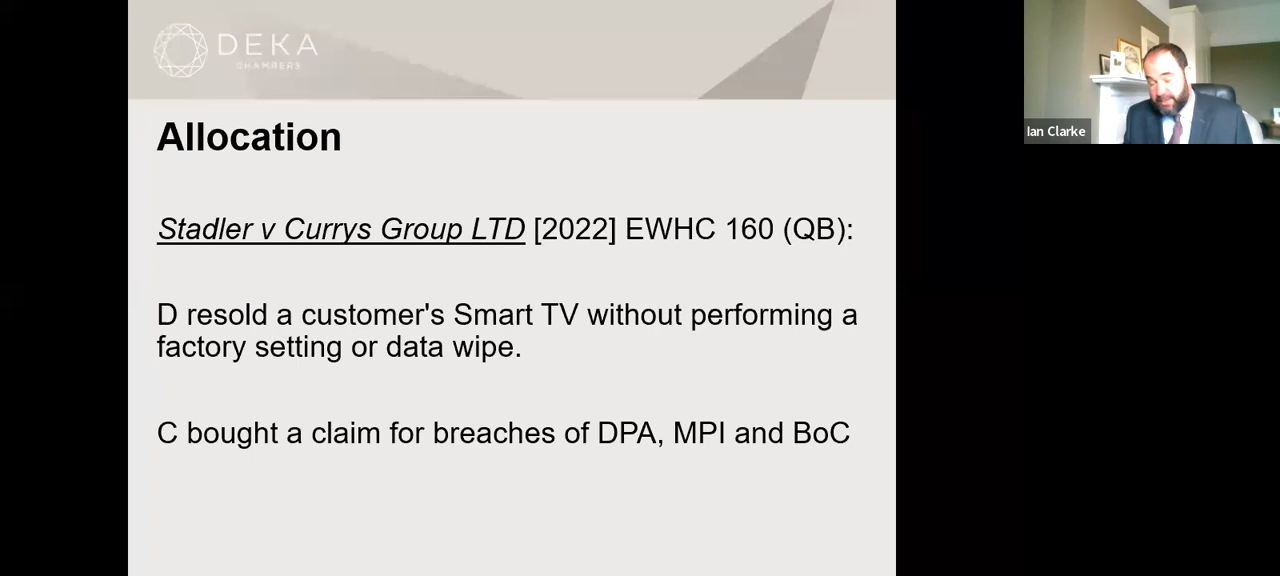 DEKA
CHAMBERS
Allocation
Stadler v Currys Group LTD [2022] EWHC 160 (QB):
D resold a customer's Smart TV without performing a
factory setting or data wipe.
C bought a claim for breaches of DPA, MPI and BoC
Ian Clarke